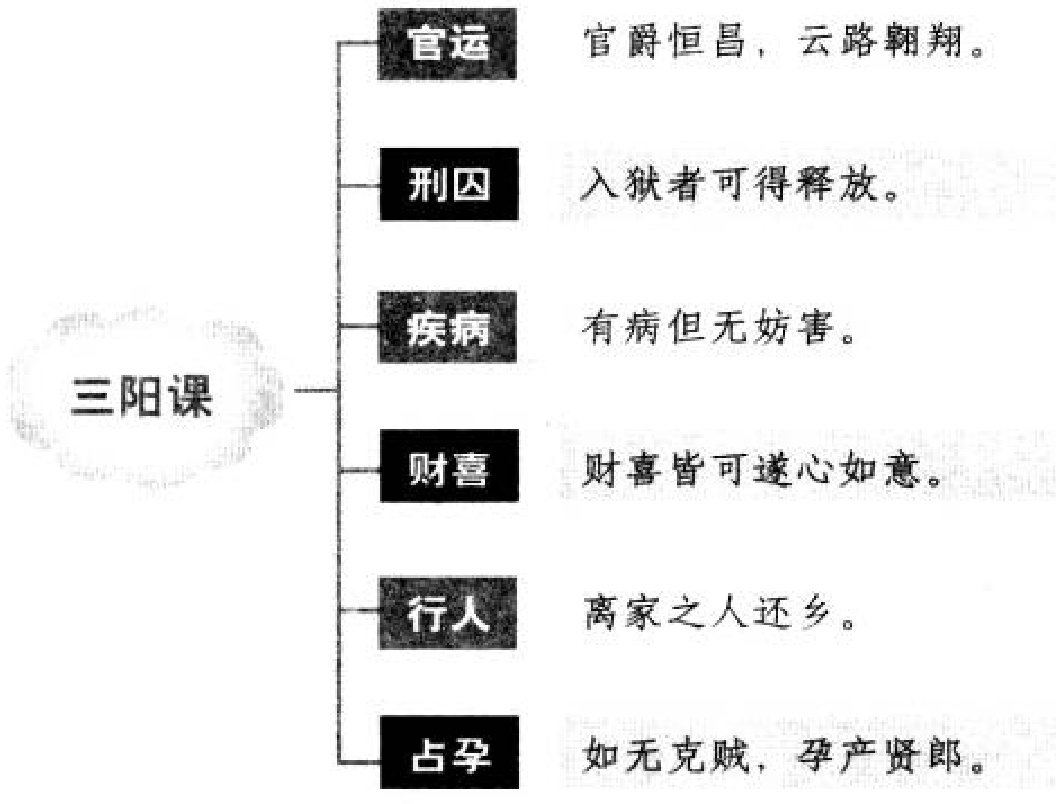 官运 官爵恒昌，云路翱翔。
刑囚 入狱者可得释放。
疾病 有病但无妨害。
三阳课
财喜 财喜皆可遂心如意。
行人 离家之人还乡。
占孕 如无克贼，孕产贤郎。